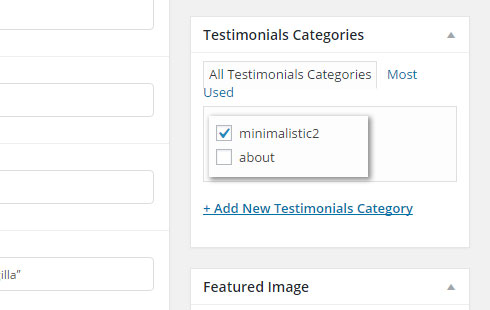 Testimonials Categories
All Testimonials Categories Most
Used
minimalistic2
about
+ Add New Testimonials Category
illa”
Featured Image